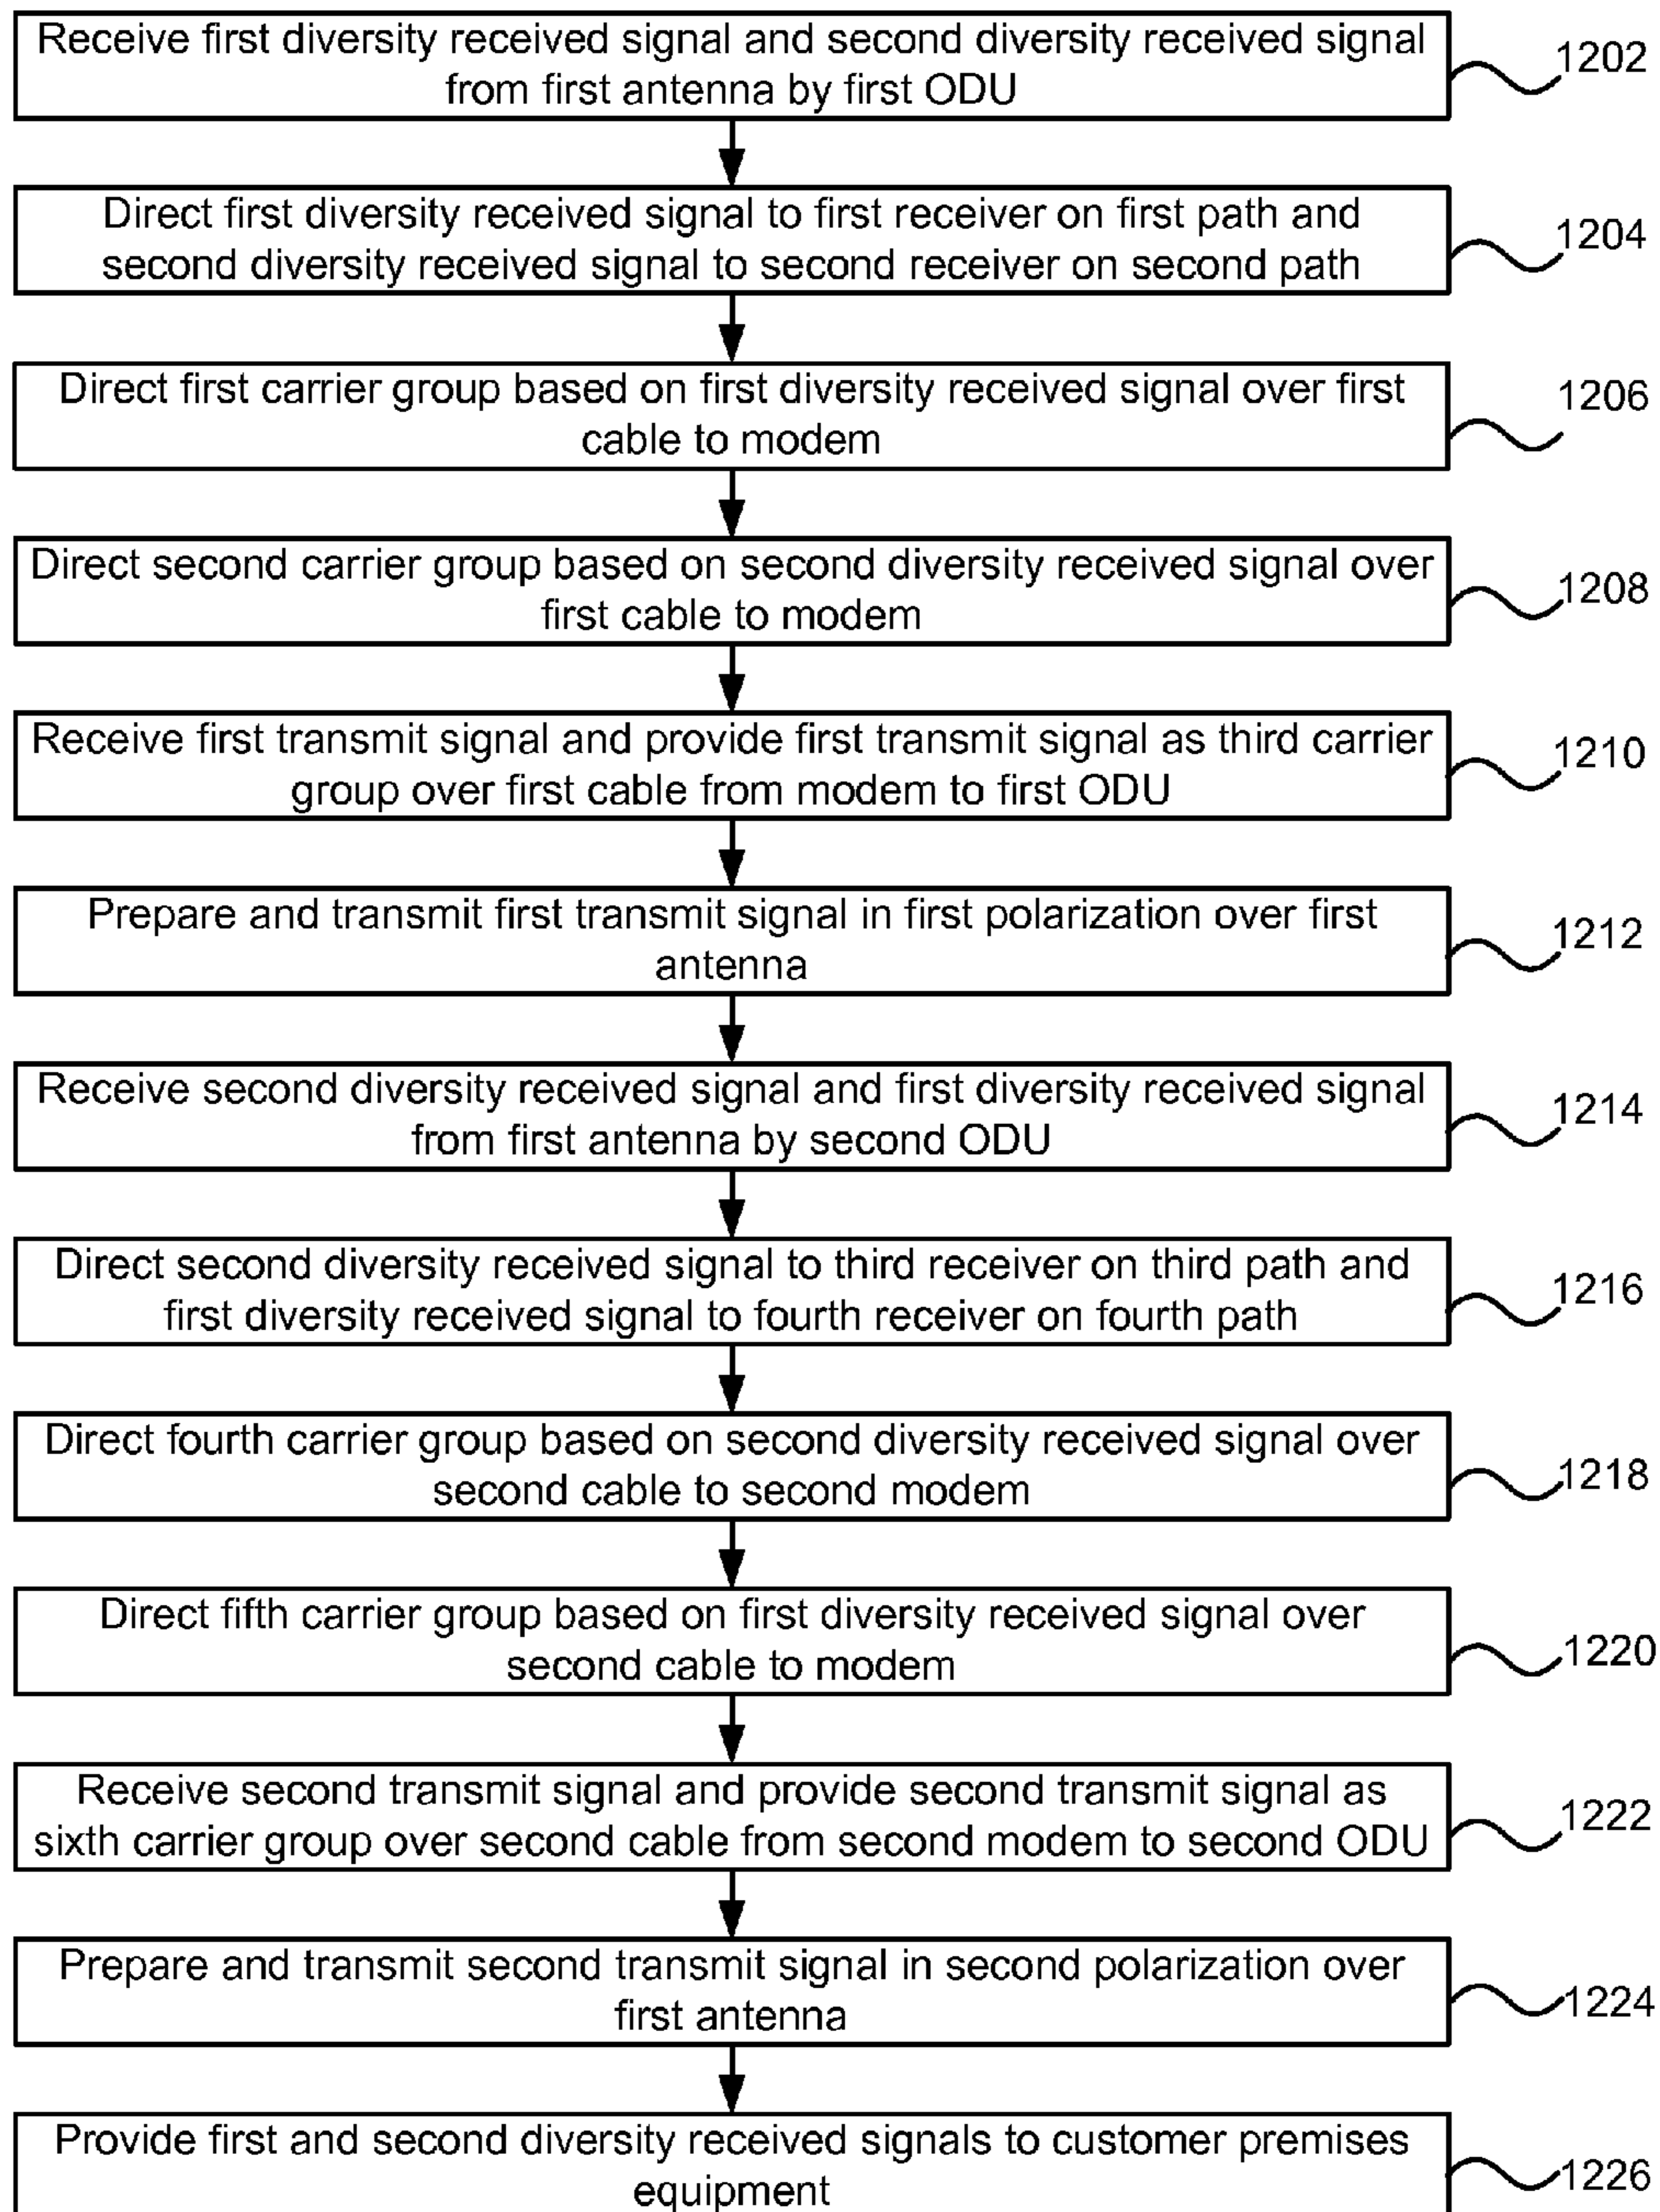 Receive first diversity received signal and second diversity received signal
from first antenna by first ODU
1202
Direct first diversity received signal to first receiver on first path and
second diversity received signal to second receiver on second path
1204
Direct first carrier group based on first diversity received signal over first
cable to modem
1206
Direct second carrier group based on second diversity received signal over
first cable to modem
1208
Receive first transmit signal and provide first transmit signal as third carrier
group over first cable from modem to first ODU
1210
Prepare and transmit first transmit signal in first polarization over first
antenna
1212
Receive second diversity received signal and first diversity received signal
from first antenna by second ODU
1214
Direct second diversity received signal to third receiver on third path and
first diversity received signal to fourth receiver on fourth path
1216
Direct fourth carrier group based on second diversity received signal over
second cable to second modem
1218
Direct fifth carrier group based on first diversity received signal over
second cable to modem
1220
Receive second transmit signal and provide second transmit signal as
sixth carrier group over second cable from second modem to second ODU
1222
Prepare and transmit second transmit signal in second polarization over
first antenna
1224
Provide first and second diversity received signals to customer premises
equipment
1226